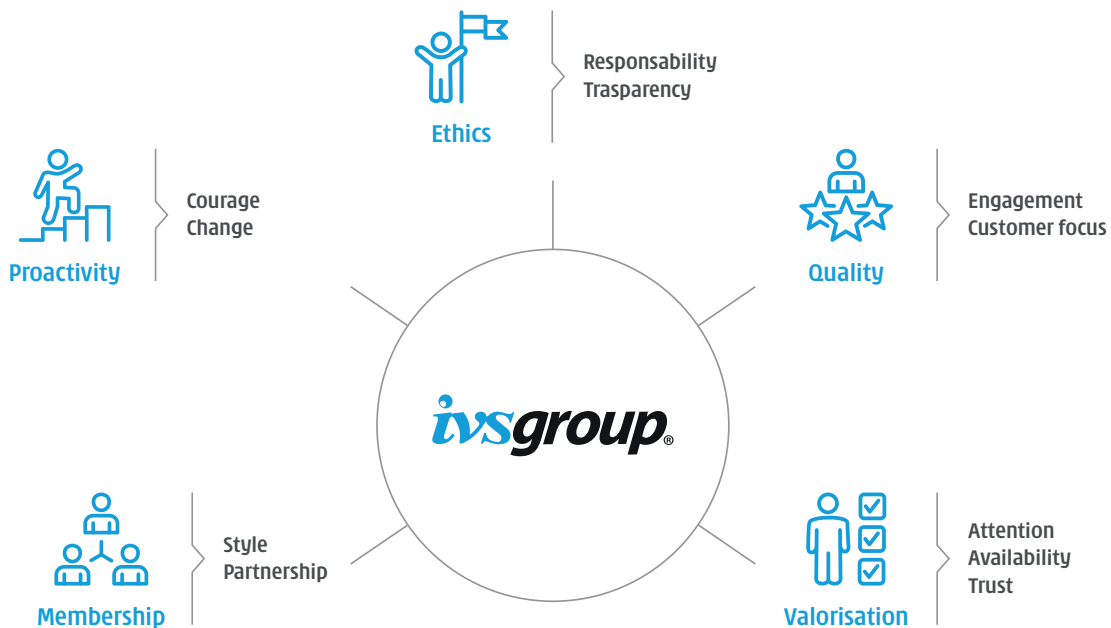 Responsability
Trasparency
Ethics
Courage
Change
Proactivity
Engagement
Customer focus
Quality
ivsgroup®
Style
Partnership
Membership
Attention
Availability
Trust
Valorisation